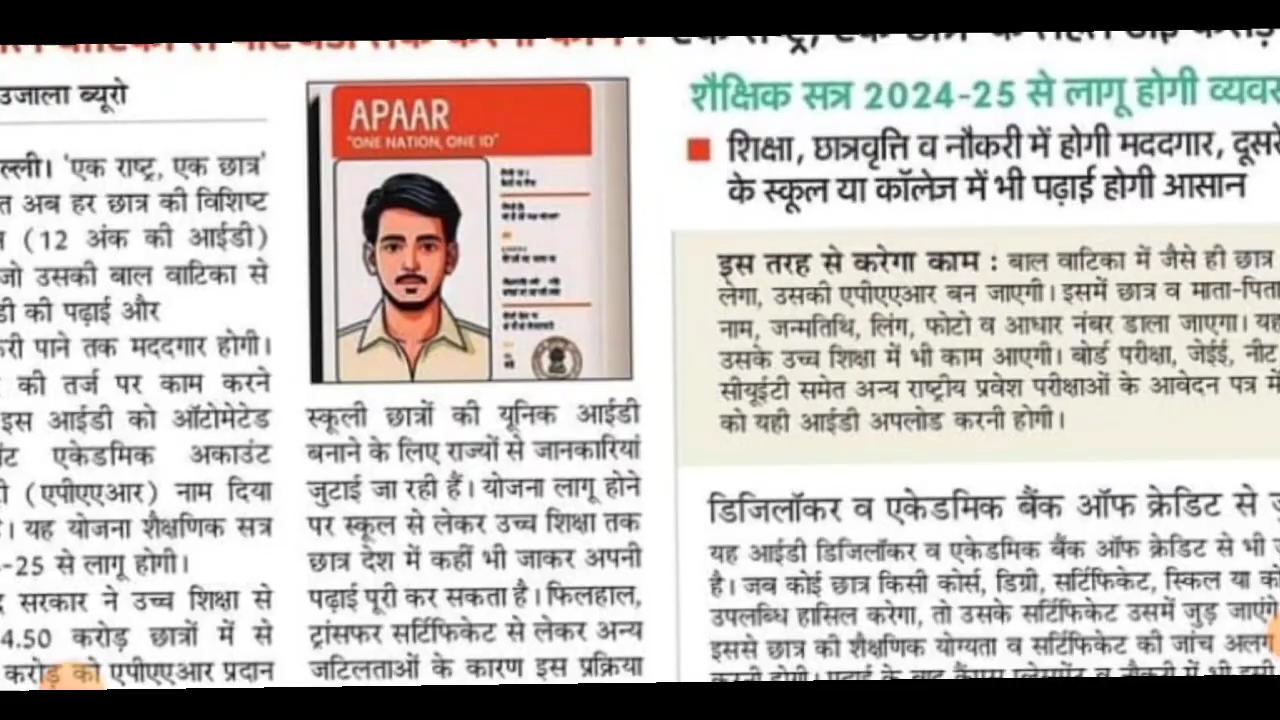 उजाला ब्यूरो
'एक राष्ट्र, एक छात्र'
अब हर छात्र की विशिष्ट
(12 अंक की आईडी)
जो उसकी बाल वाटिका से
की पढ़ाई और
पाने तक मददगार होगी।
की तर्ज पर काम करने
इस आईडी को ऑटोमेटेड
एकेडमिक अकाउंट
(एपीएएआर) नाम दिया
। यह योजना शैक्षणिक सत्र
-25 से लागू होगी।
सरकार ने उच्च शिक्षा से
4.50 करोड़ छात्रों में से
करोड़ को एपीएएआर प्रदान
APAAR
"ONE NATION, ONE ID"
स्कूली छात्रों की यूनिक आईडी
बनाने के लिए राज्यों से जानकारियां
जुटाई जा रही हैं। योजना लागू होने
पर स्कूल से लेकर उच्च शिक्षा तक
छात्र देश में कहीं भी जाकर अपनी
पढ़ाई पूरी कर सकता है। फिलहाल,
ट्रांसफर सर्टिफिकेट से लेकर अन्य
जटिलताओं के कारण इस प्रक्रिया
शैक्षिक सत्र 2024-25 से लागू होगी
शिक्षा, छात्रवृत्ति व नौकरी में होगी मददगार, दूसरे
के स्कूल या कॉलेज में भी पढ़ाई होगी आसान
इस तरह से करेगा काम : बाल वाटिका में जैसे ही छात्र
लेगा, उसकी एपीएएआर बन जाएगी। इसमें छात्र व माता-पिता
नाम, जन्मतिथि, लिंग, फोटो व आधार नंबर डाला जाएगा। यह
उसके उच्च शिक्षा में भी काम आएगी। बोर्ड परीक्षा, जेईई, नीट
सीयूईटी समेत अन्य राष्ट्रीय प्रवेश परीक्षाओं के आवेदन पत्र में
को यही आईडी अपलोड करनी होगी।
डिजिलॉकर व एकेडमिक बैंक ऑफ क्रेडिट से
यह आईडी डिजिलॉकर व एकेडमिक बैंक ऑफ क्रेडिट से भी
है। जब कोई छात्र किसी कोर्स, डिग्री, सर्टिफिकेट, स्किल या
उपलब्धि हासिल करेगा, तो उसके सर्टिफिकेट उसमें जुड़ जाएंगे
इससे छात्र की शैक्षणिक योग्यता व सर्टिफिकेट की जांच अलग